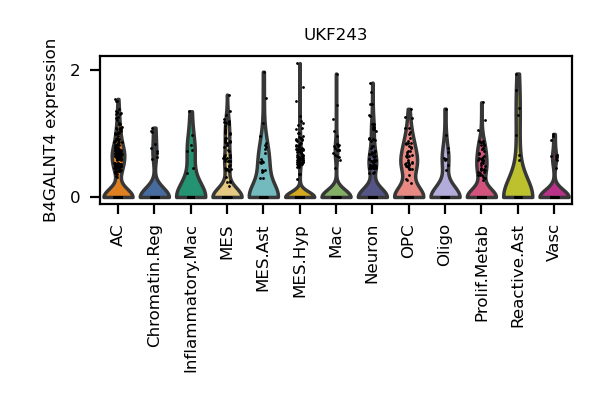 UKF243
B4GALNT4 expression
2
0
AC
Chromatin.Reg
Inflammatory.Mac
MES
MES.Ast
MES.Hyp
Mac
Neuron
OPC
Oligo
Prolif.Metab
Reactive.Ast
Vasc